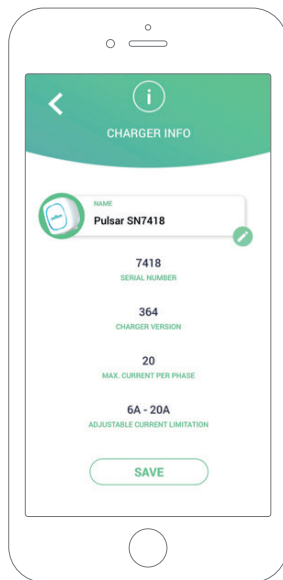 CHARGER INFO
NAME
Pulsar SN7418
7418
SERIAL NUMBER
364
CHARGER VERSION
20
MAX. CURRENT PER PHASE
6A - 20A
ADJUSTABLE CURRENT LIMITATION
SAVE